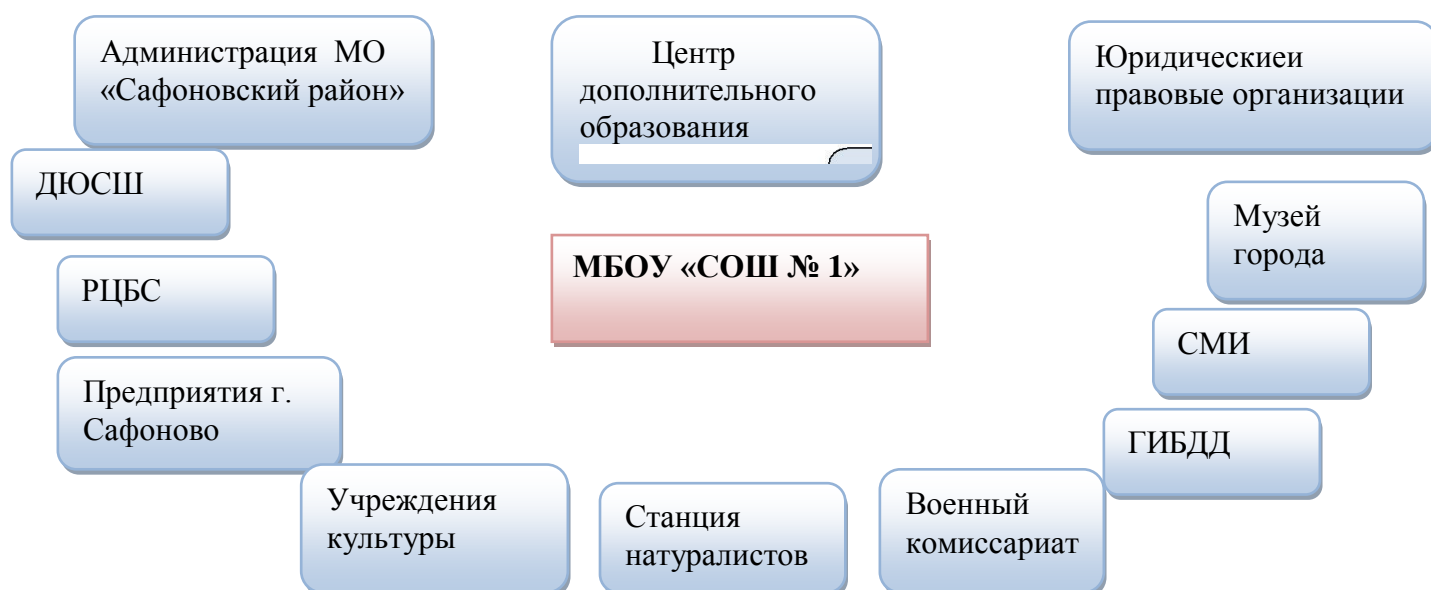 Администрация МО
«Сафоновский район»
Центр
дополнительного
образования
Юридическиеи
правовые организации
ДЮСШ
Музей
города
МБОУ «СОШ № 1»
РЦБС
СМИ
Предприятия г.
Сафоново
ГИБДД
Учреждения
культуры
Станция
натуралистов
Военный
комиссариат